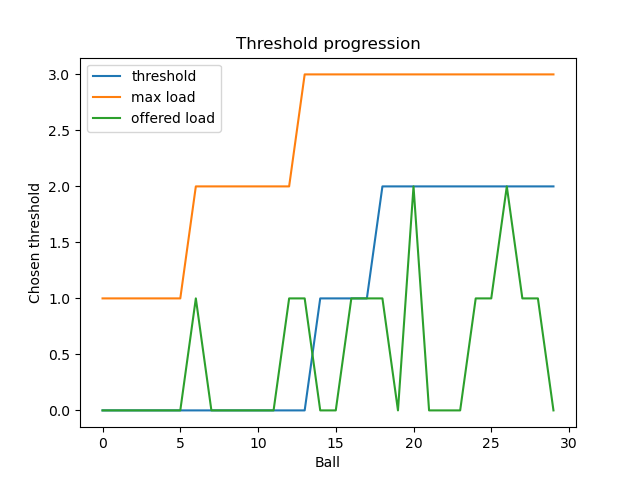 Threshold progression
threshold
max load
offered load
Chosen threshold
3.0
2.5
2.0
1.5
1.0
0.5
0.0
0 5 10 15 20 25 30
Ball